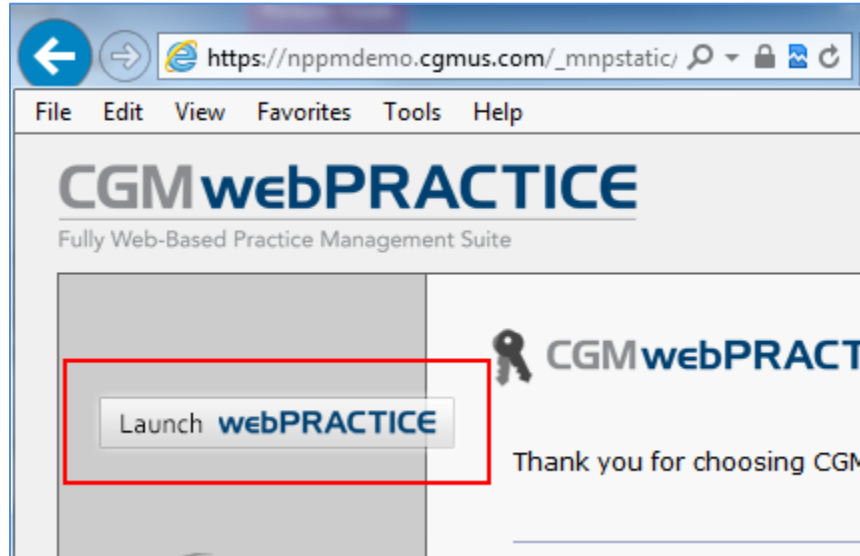 https://nppmdemo.cgmus.com/_mnpstatic/
File Edit View Favorites Tools Help
CGM webPRACTICE
Fully Web-Based Practice Management Suite
CGM webPRACT
Launch webPRACTICE
Thank you for choosing CGM